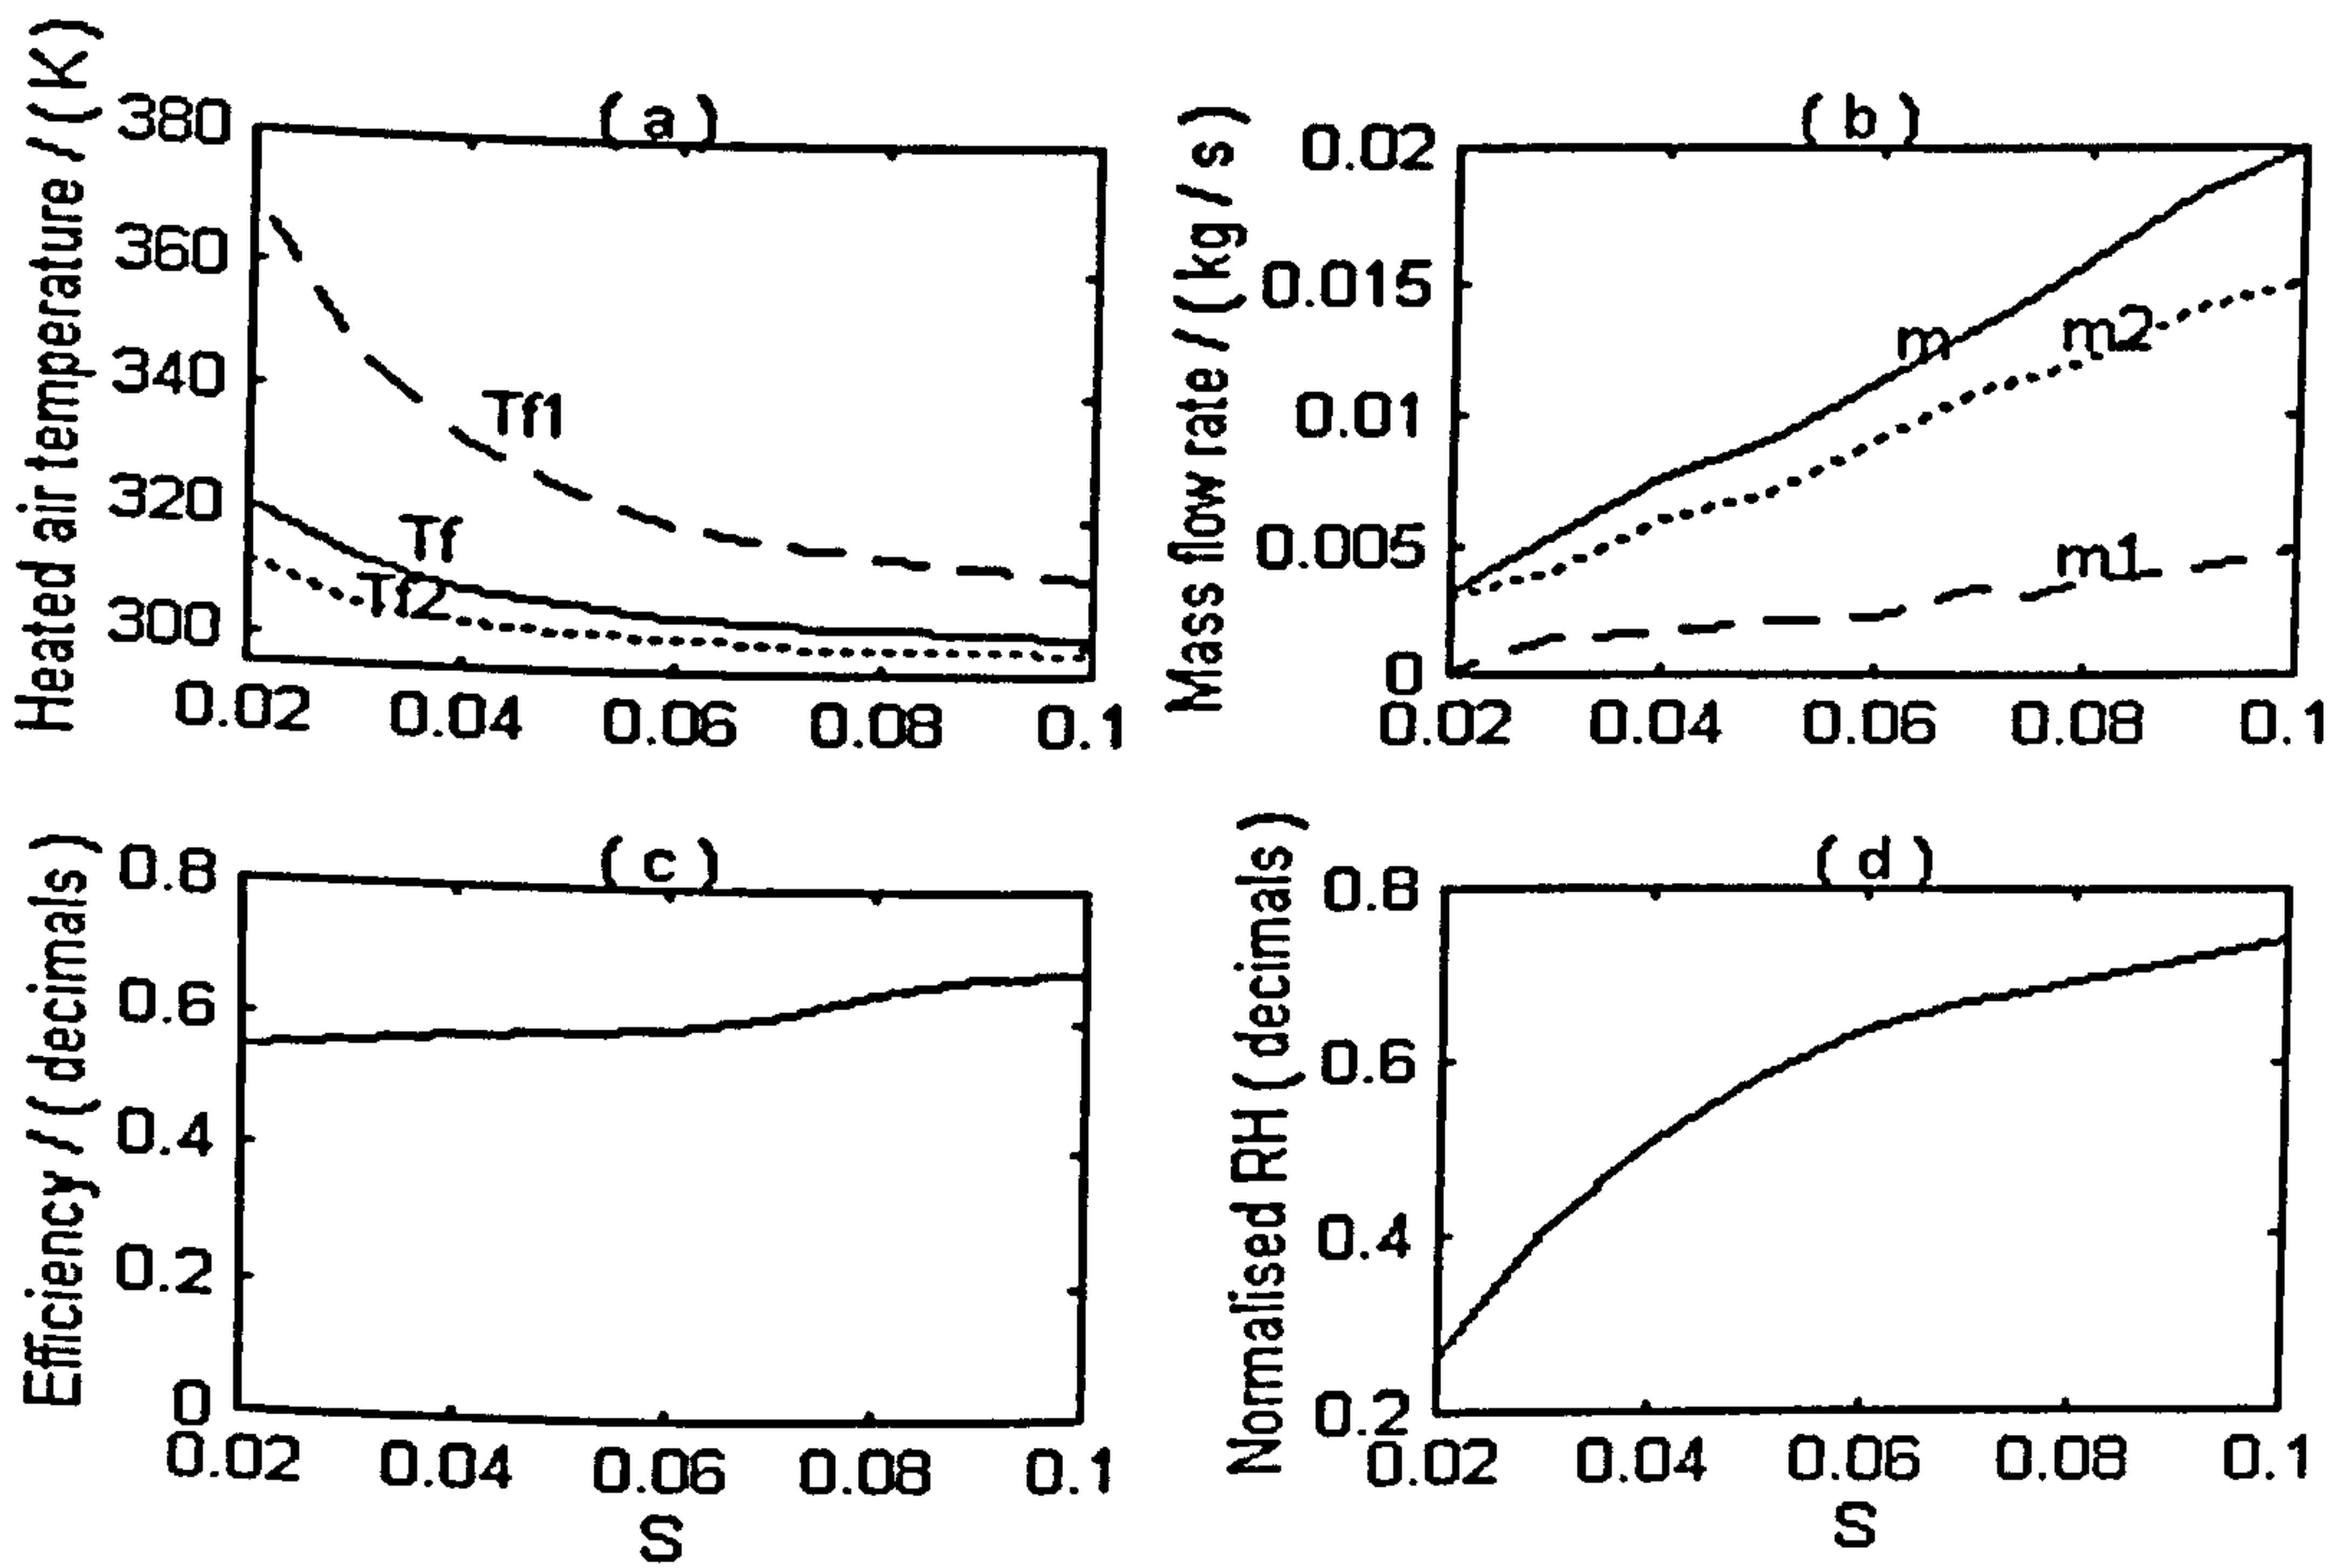 (a)
Heated air temperature / (K)
380
360
340
320
300
Tf1
Tf
Tf2
0.02 0.04 0.06 0.08 0.1
(b)
Mass flow rate / (kg / s)
0.02
0.015
0.01
0.005
0
m
m2
m1
0.02 0.04 0.06 0.08 0.1
(c)
Efficiency / (decimals)
0.8
0.6
0.4
0.2
0
0.02 0.04 0.06 0.08 0.1
S
(d)
Normalised RH (decimals)
0.8
0.6
0.4
0.2
0.02 0.04 0.06 0.08 0.1
S